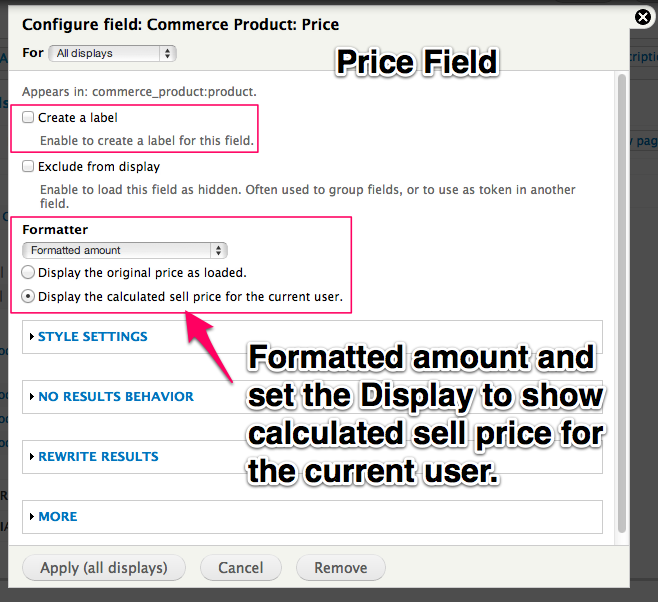 Configure field: Commerce Product: Price
For All displays
Price Field
Appears in: commerce_product:product.
Create a label
Enable to create a label for this field.
Exclude from display
Enable to load this field as hidden. Often used to group fields, or to use as token in another
field.
Formatter
Formatted amount
Display the original price as loaded.
Display the calculated sell price for the current user.
STYLE SETTINGS
NO RESULTS BEHAVIOR
REWRITE RESULTS
MORE
Formatted amount and
set the Display to show
calculated sell price for
the current user.
Apply (all displays)
Cancel
Remove